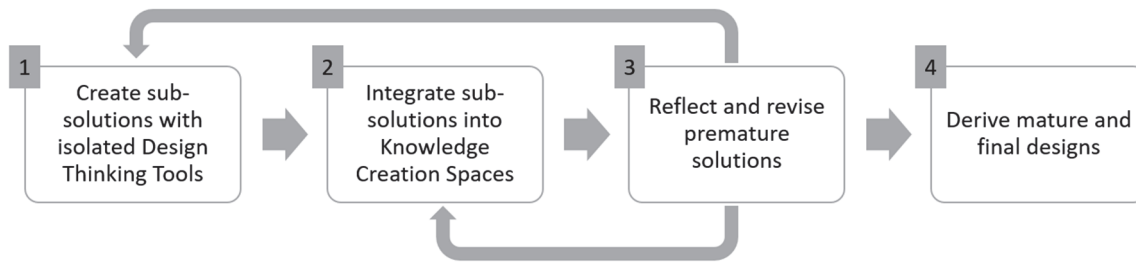 1
Create sub-
solutions with
isolated Design
Thinking Tools
2
Integrate sub-
solutions into
Knowledge
Creation Spaces
3
Reflect and revise
premature
solutions
4
Derive mature and
final designs